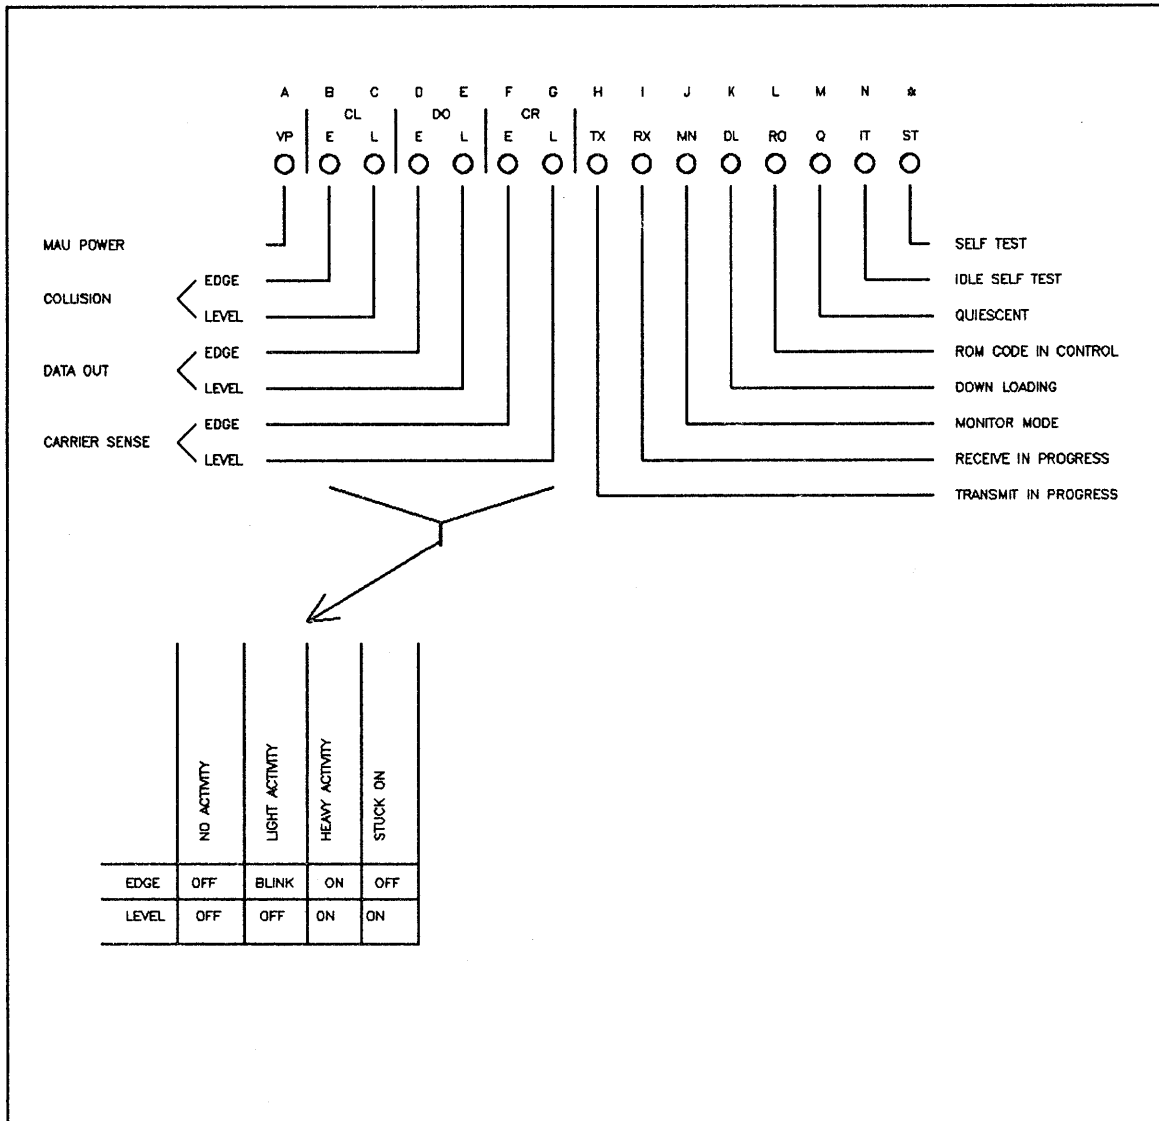 A B C D E F G H I J K L M N &
CL DO CR
VP E L E L E L TX RX MN DL RO Q IT ST
MAU POWER
SELF TEST
EDGE
IDLE SELF TEST
COLLISION
LEVEL
QUIESCENT
EDGE
ROM CODE IN CONTROL
DATA OUT
LEVEL
DOWN LOADING
EDGE
MONITOR MODE
CARRIER SENSE
LEVEL
RECEIVE IN PROGRESS
TRANSMIT IN PROGRESS
NO ACTIVITY
LIGHT ACTIVITY
HEAVY ACTIVITY
STUCK ON
EDGE OFF BLINK ON OFF
LEVEL OFF OFF ON ON